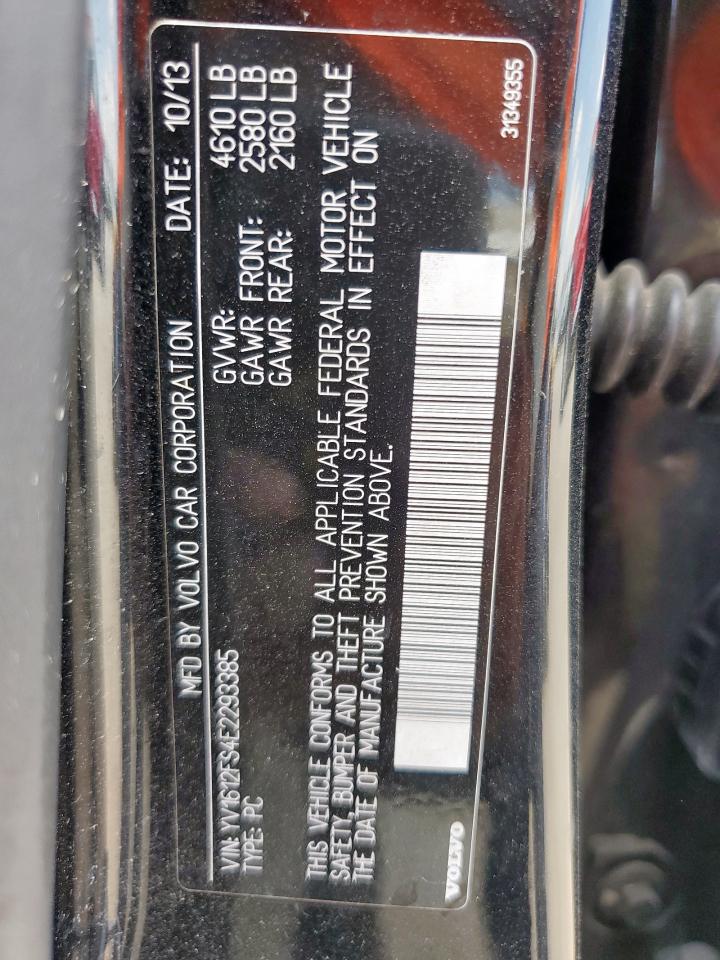 MFD BY VOLVO CAR CORPORATION DATE: 10/13
VIN: YV1612FS4E2293385 GVWR: 4610 LB
TYPE: PC GAWR FRONT: 2580 LB
GAWR REAR: 2160 LB
THIS VEHICLE CONFORMS TO ALL APPLICABLE FEDERAL MOTOR VEHICLE
SAFETY, BUMPER AND THEFT PREVENTION STANDARDS IN EFFECT ON
THE DATE OF MANUFACTURE SHOWN ABOVE.
VOLVO 31349355